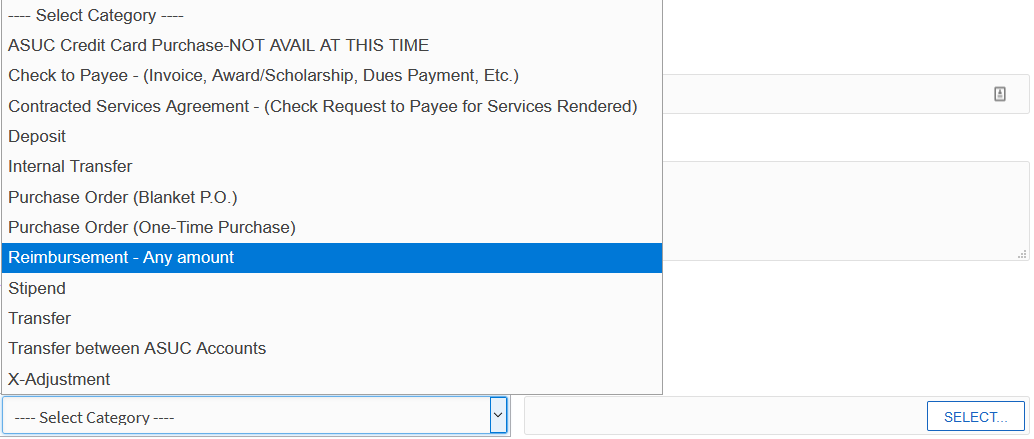 ---- Select Category ----
ASUC Credit Card Purchase-NOT AVAIL AT THIS TIME
Check to Payee - (Invoice, Award/Scholarship, Dues Payment, Etc.)
Contracted Services Agreement - (Check Request to Payee for Services Rendered)
Deposit
Internal Transfer
Purchase Order (Blanket P.O.)
Purchase Order (One-Time Purchase)
Reimbursement - Any amount
Stipend
Transfer
Transfer between ASUC Accounts
X-Adjustment
---- Select Category ----
SELECT...